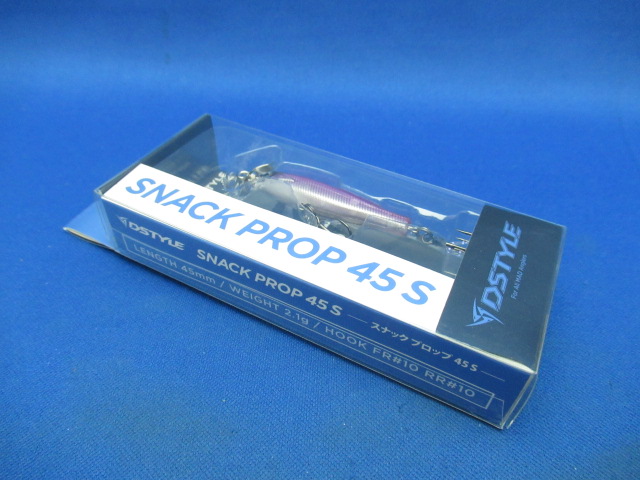 SNACK PROP 45 S
DSTYLE SNACK PROP 45 S スナック プロップ 45 S
LENGTH 45mm / WEIGHT 2.1g / HOOK FR#10 RR#10
DSTYLE